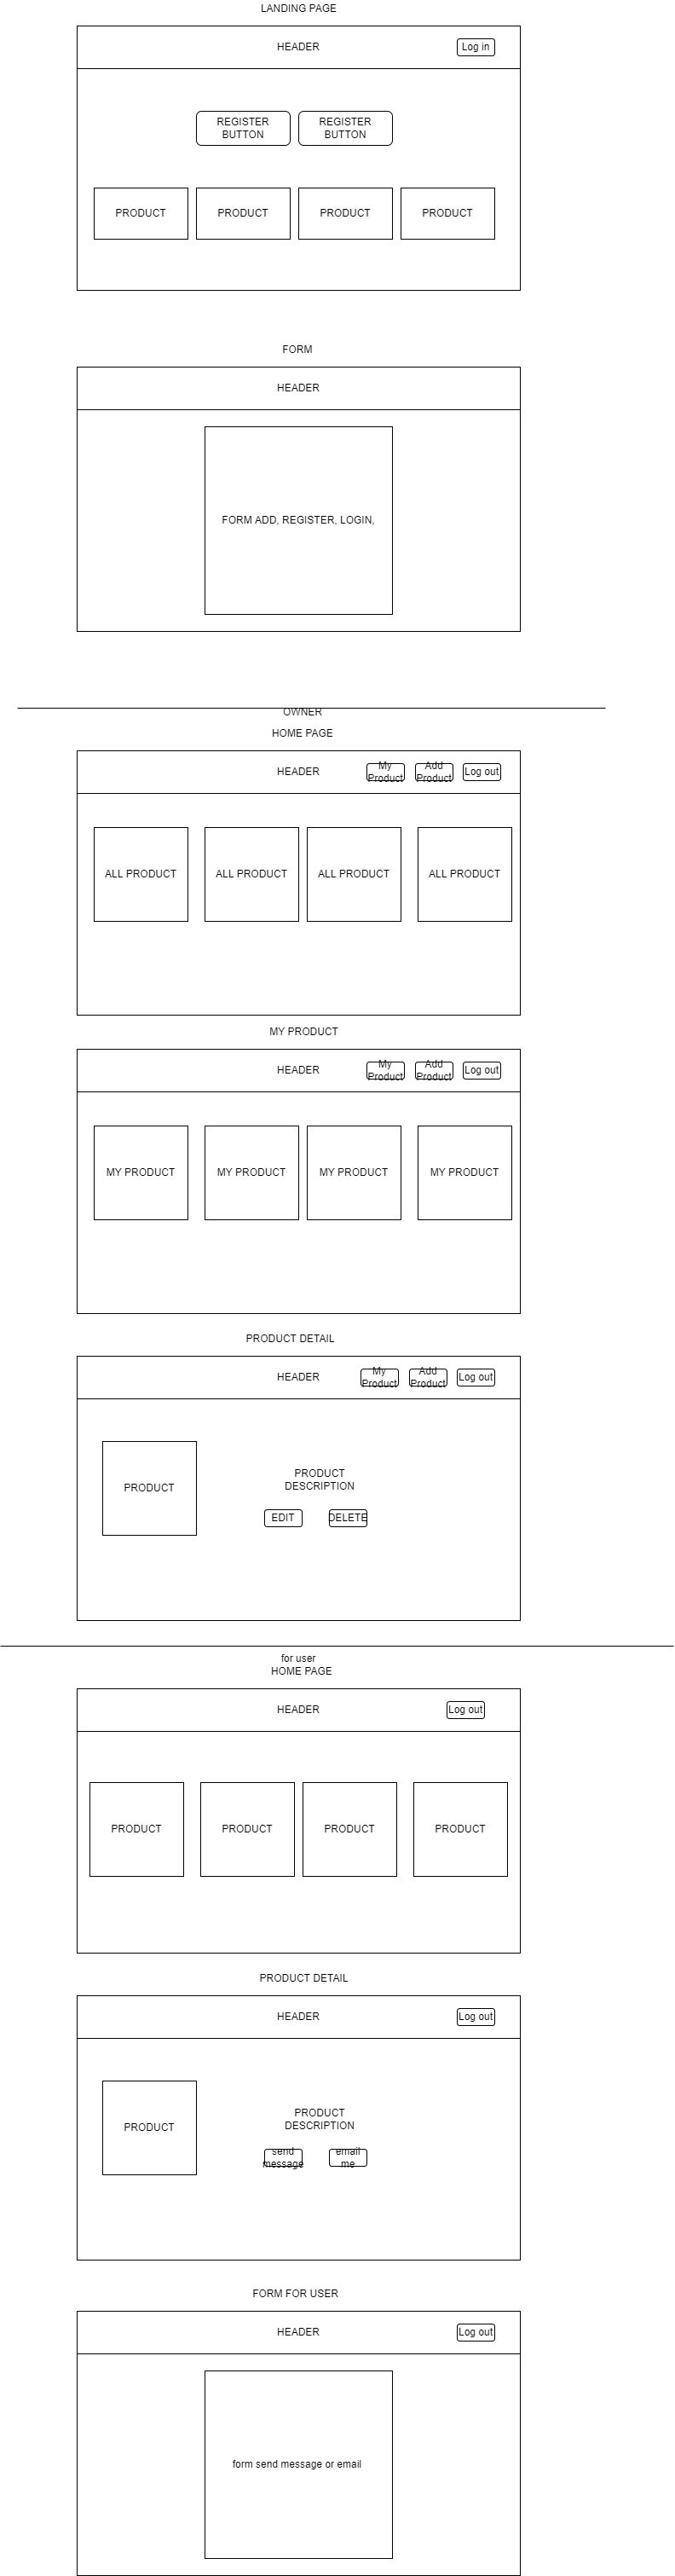 LANDING PAGE
HEADER
Log in
REGISTER
BUTTON
REGISTER
BUTTON
PRODUCT
PRODUCT
PRODUCT
PRODUCT
FORM
HEADER
FORM ADD, REGISTER, LOGIN,
OWNER
HOME PAGE
HEADER
My
Product
Add
Product
Log out
ALL PRODUCT
ALL PRODUCT
ALL PRODUCT
ALL PRODUCT
MY PRODUCT
HEADER
My
Product
Add
Product
Log out
MY PRODUCT
MY PRODUCT
MY PRODUCT
MY PRODUCT
PRODUCT DETAIL
HEADER
My
Product
Add
Product
Log out
PRODUCT
PRODUCT
DESCRIPTION
EDIT
DELETE
for user
HOME PAGE
HEADER
Log out
PRODUCT
PRODUCT
PRODUCT
PRODUCT
PRODUCT DETAIL
HEADER
Log out
PRODUCT
PRODUCT
DESCRIPTION
send
message
email
me
FORM FOR USER
HEADER
Log out
form send message or email